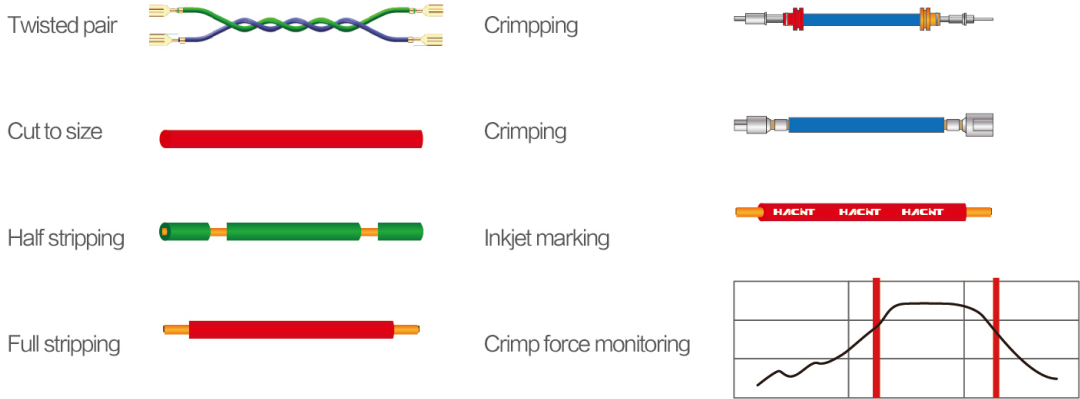 Twisted pair
Crimpping
Cut to size
Crimping
HACNT HACNT HACNT
Half stripping
Inkjet marking
Full stripping
Crimp force monitoring